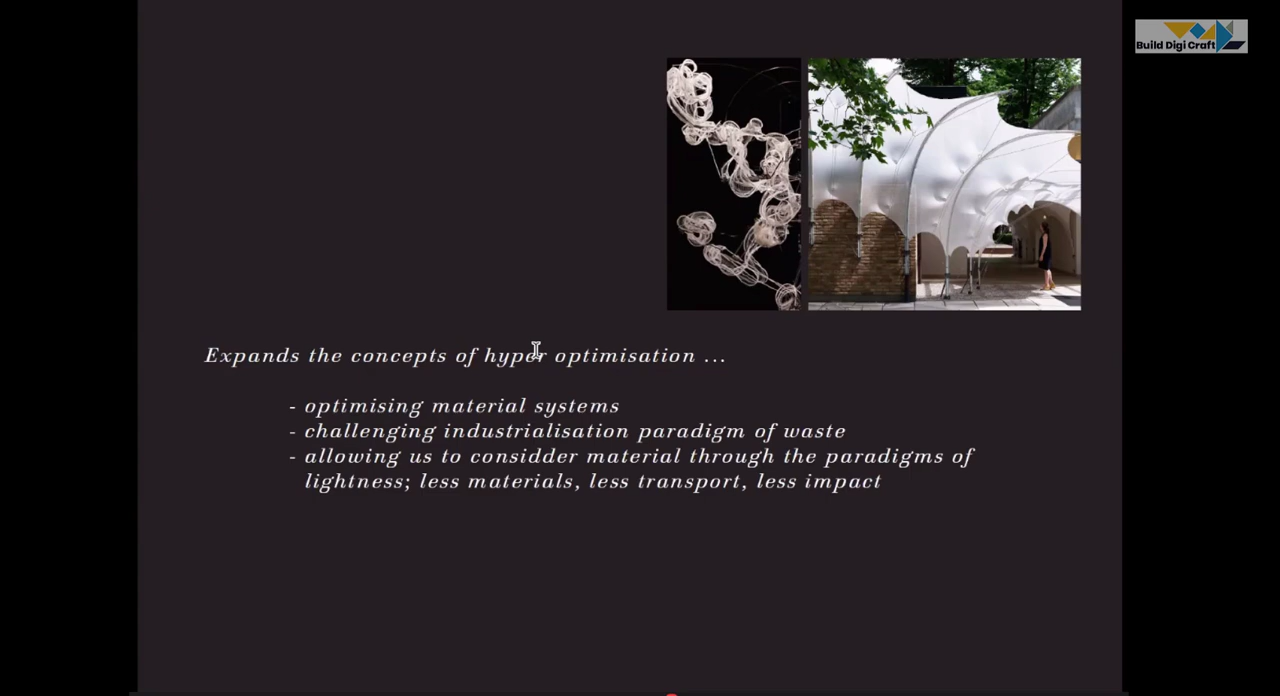 Build Digi Craft
Expands the concepts of hyper optimisation ...
- optimising material systems
- challenging industrialisation paradigm of waste
- allowing us to considder material through the paradigms of
lightness; less materials, less transport, less impact